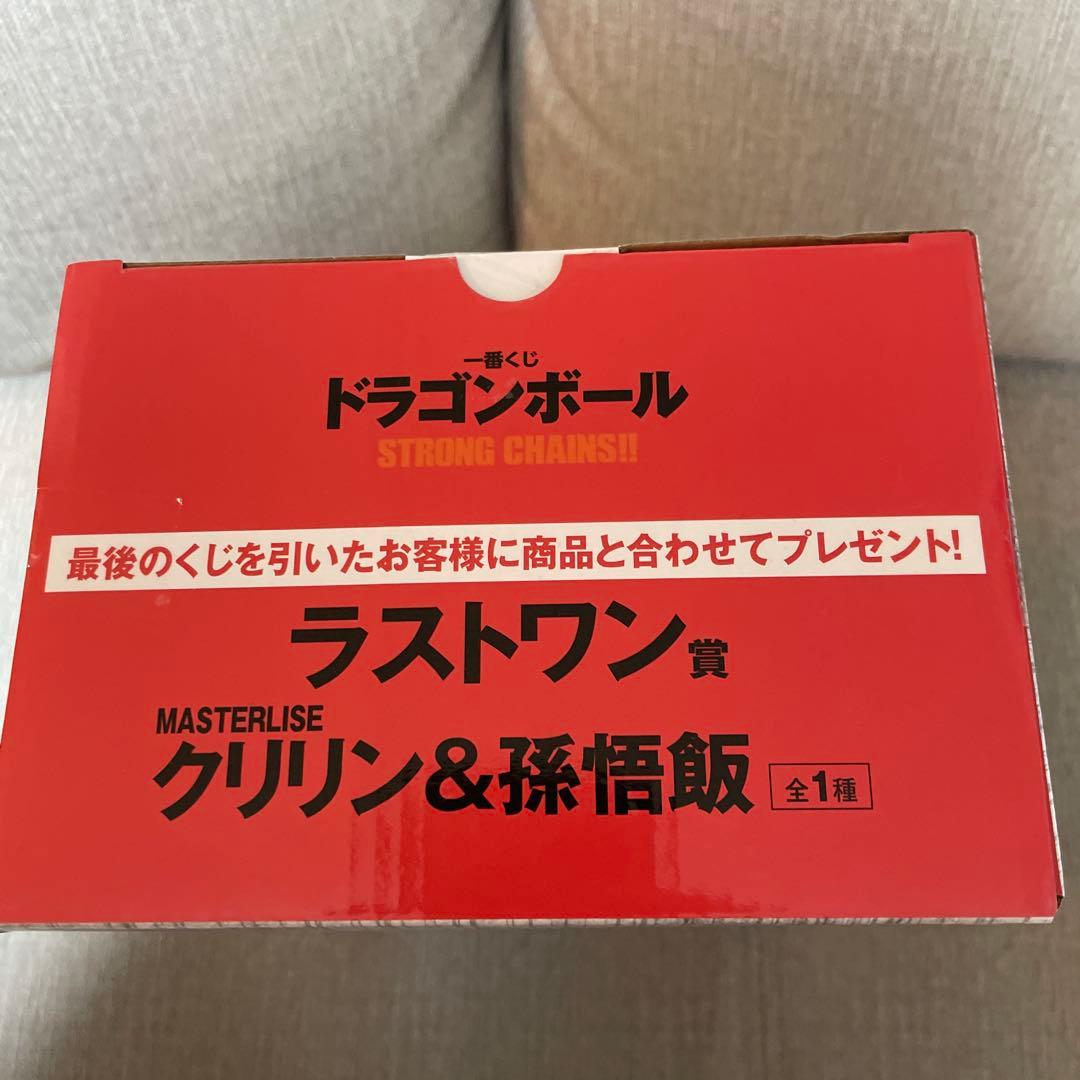 一番くじ
ドラゴンボール
STRONG CHAINS!!
最後のくじを引いたお客様に商品と合わせてプレゼント!
ラストワン賞
MASTERLISE
クリリン&孫悟飯 全1種